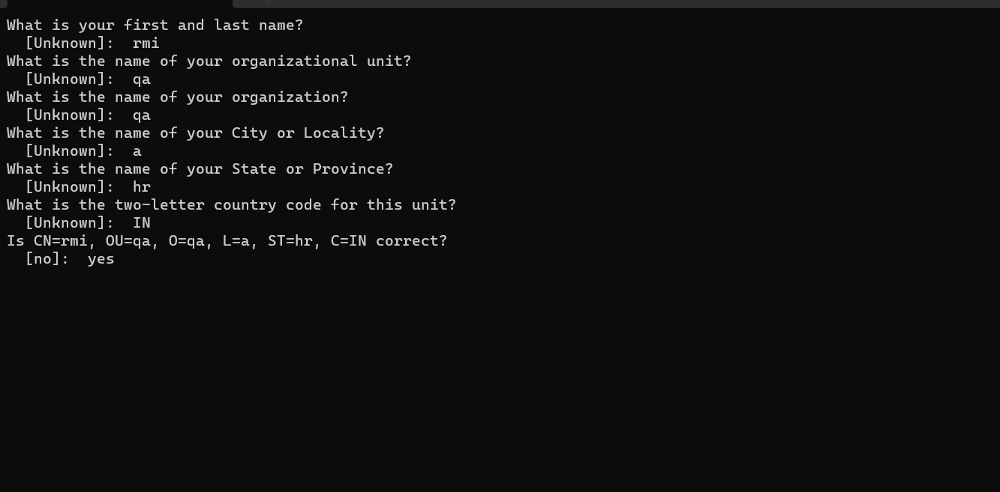 What is your first and last name?
  [Unknown]:  rmi
What is the name of your organizational unit?
  [Unknown]:  qa
What is the name of your organization?
  [Unknown]:  qa
What is the name of your City or Locality?
  [Unknown]:  a
What is the name of your State or Province?
  [Unknown]:  hr
What is the two-letter country code for this unit?
  [Unknown]:  IN
Is CN=rmi, OU=qa, O=qa, L=a, ST=hr, C=IN correct?
  [no]:  yes